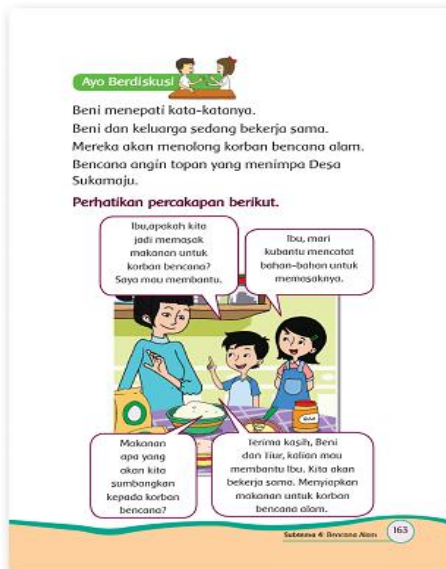 Ayo Berdiskusi
Beni menepati kata-katanya.
Beni dan keluarga sedang bekerja sama.
Mereka akan menolong korban bencana alam.
Bencana angin topan yang menimpa Desa
Sukamaju.
Perhatikan percakapan berikut.
Ibu,apakah kita
jadi memasak
makanan untuk
korban bencana?
Saya mau membantu.
Ibu, mari
kubantu mencatat
bahan-bahan untuk
memasaknya.
Makanan
apa yang
akan kita
sumbangkan
kepada korban
bencana?
Terima kasih, Beni
dan Tiur, kalian mau
membantu Ibu. Kita akan
bekerja sama. Menyiapkan
makanan untuk korban
bencana alam.
Subtema 4: Bencana Alam
163